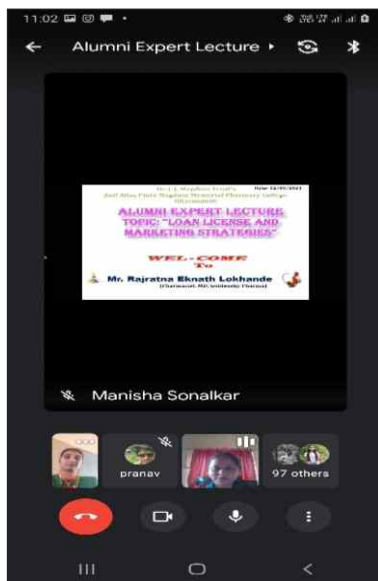 11:02
Alumni Expert Lecture
ALUMNI EXPERT LECTURE
TOPIC: "LOAN LICENSE AND
MARKETING STRATEGIES"
WEL-COME
To
Mr. Rajratna Eknath Lokhande
Manisha Sonalkar
pranav
97 others